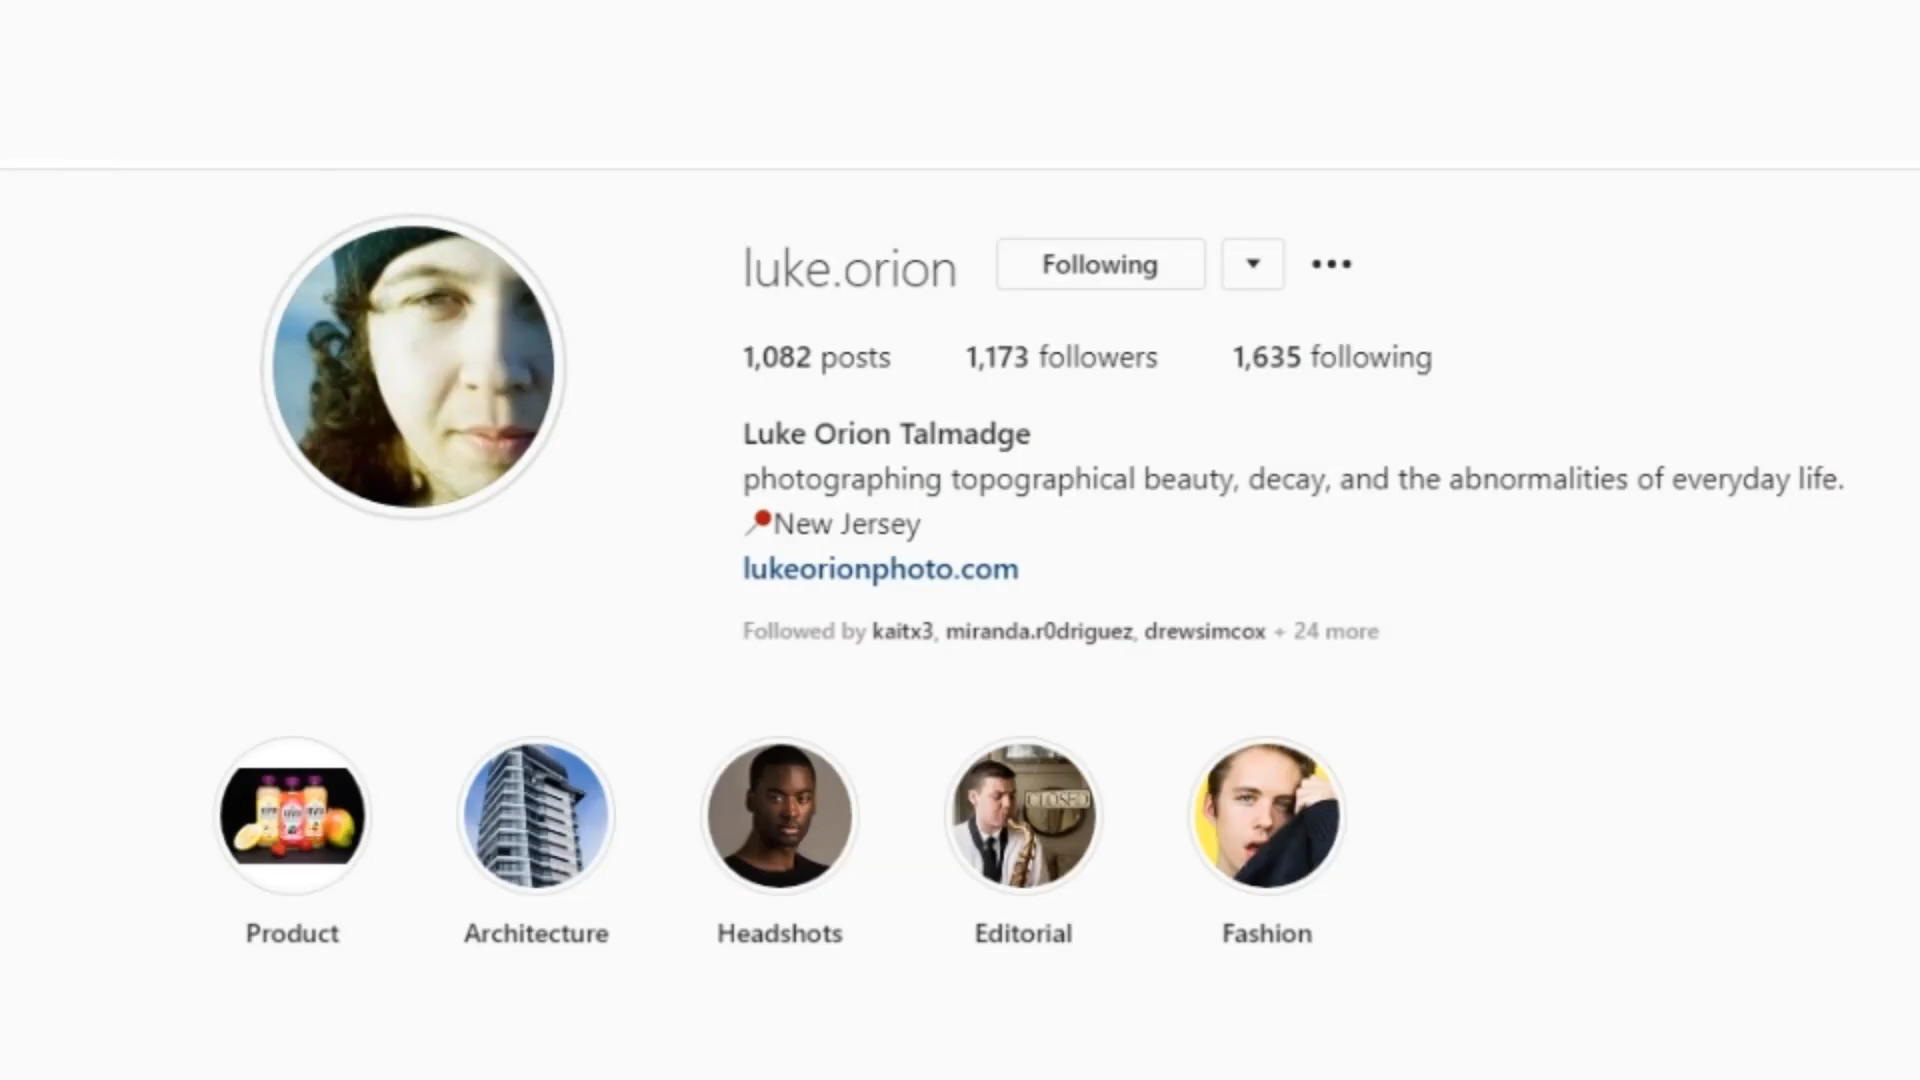 luke.orion Following
1,082 posts 1,173 followers 1,635 following
Luke Orion Talmadge
photographing topographical beauty, decay, and the abnormalities of everyday life.
📍New Jersey
lukeorionphoto.com
Followed by kaitx3, miranda.r0driguez, drewsimcox + 24 more
CLOSED
Product Architecture Headshots Editorial Fashion